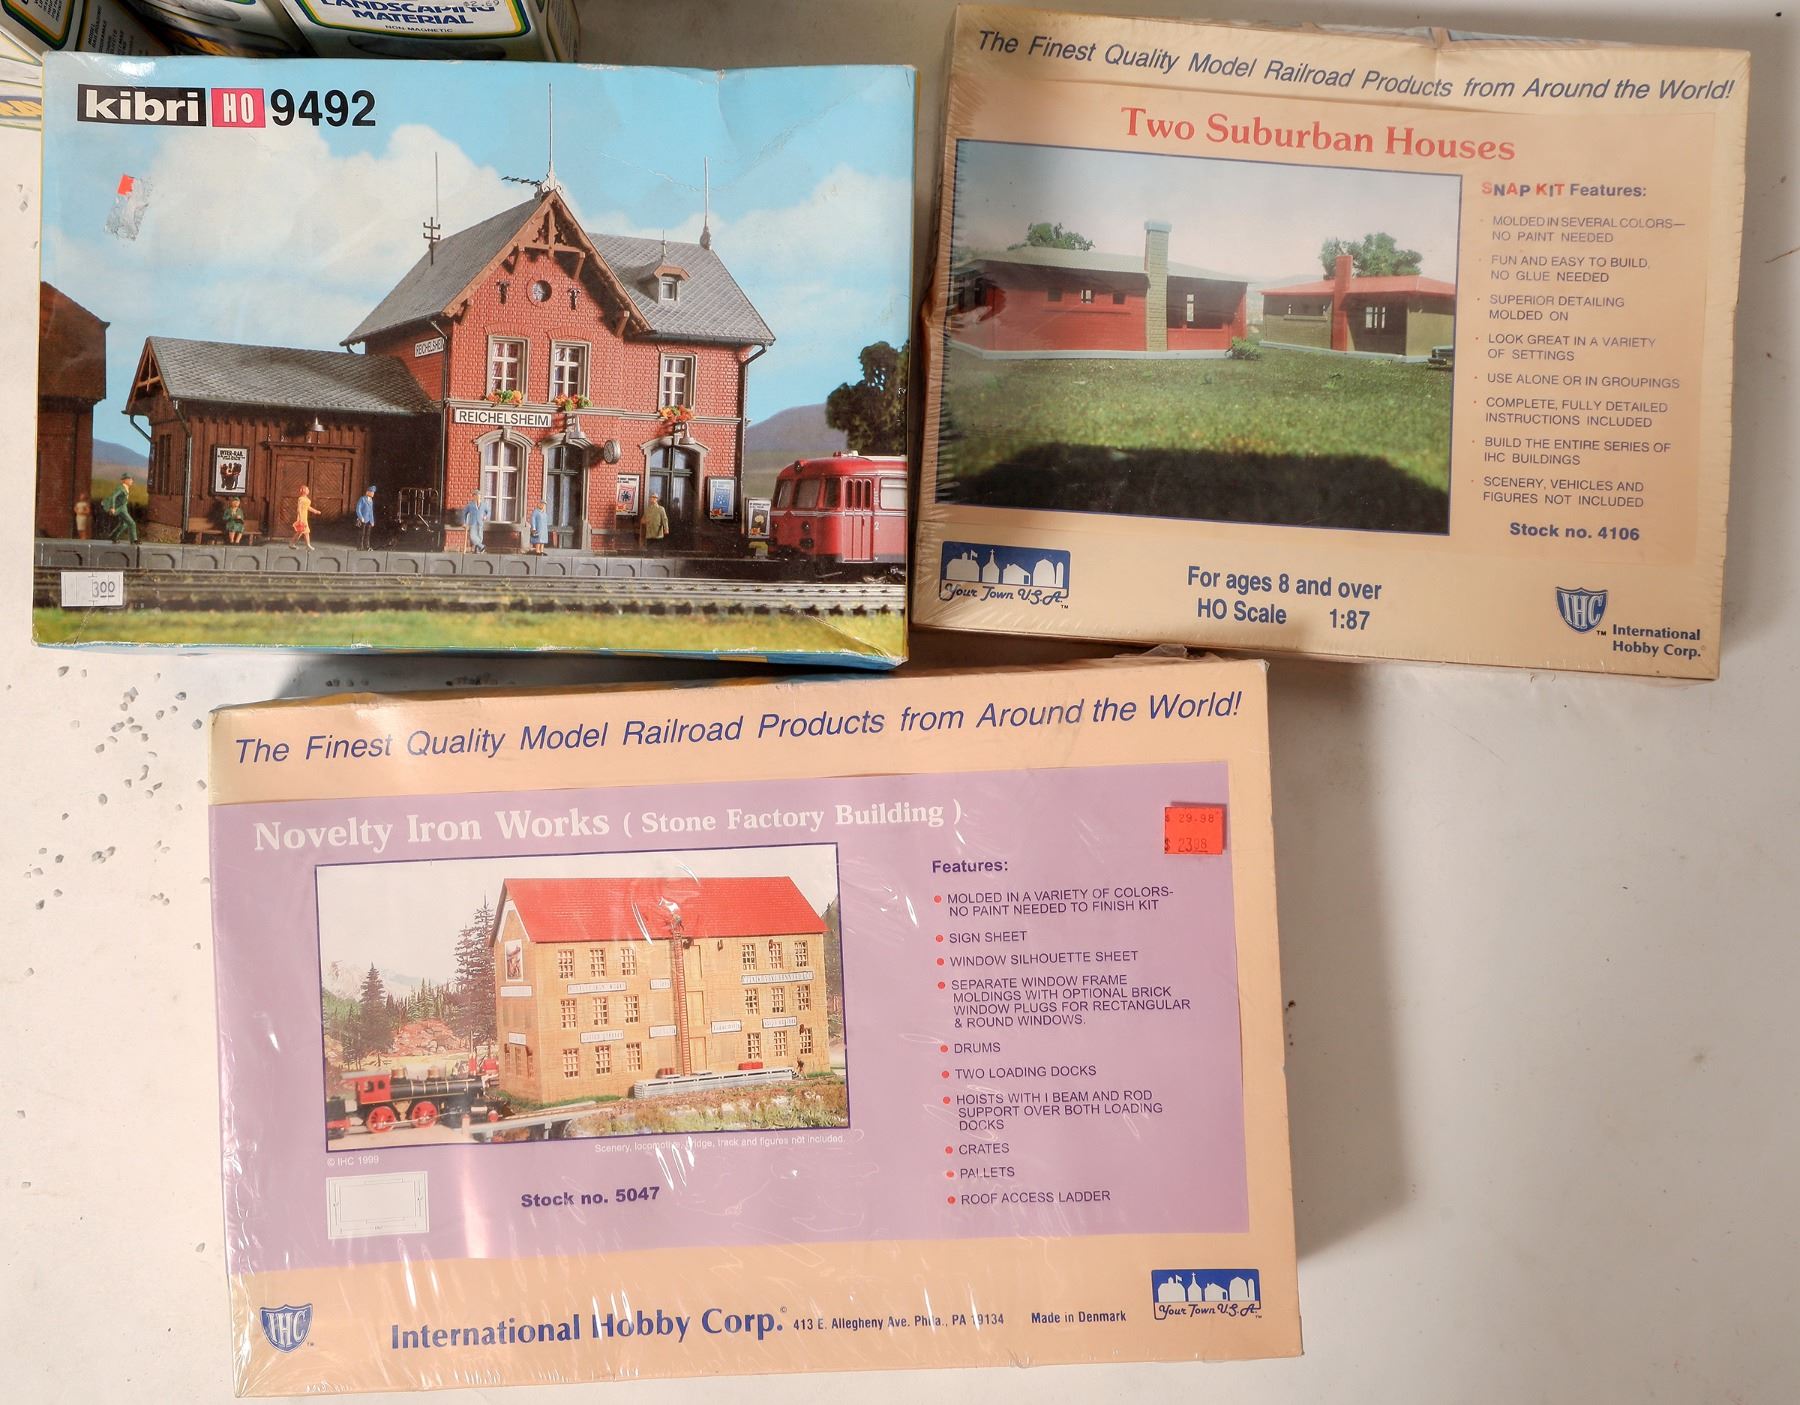 LANDSCAPING
MATERIAL
NON MAGNETIC
kibri HO 9492
REICHELSHEIM
INTER-RAIL
2
3.00
The Finest Quality Model Railroad Products from Around the World!
Two Suburban Houses
SNAP KIT Features:
· MOLDED IN SEVERAL COLORS—
NO PAINT NEEDED
· FUN AND EASY TO BUILD,
NO GLUE NEEDED
· SUPERIOR DETAILING
MOLDED ON
· LOOK GREAT IN A VARIETY
OF SETTINGS
· USE ALONE OR IN GROUPINGS
· COMPLETE, FULLY DETAILED
INSTRUCTIONS INCLUDED
· BUILD THE ENTIRE SERIES OF
IHC BUILDINGS
· SCENERY, VEHICLES AND
FIGURES NOT INCLUDED
Stock no. 4106
Your Town U.S.A.™
For ages 8 and over
HO Scale 1:87
IHC™
International
Hobby Corp.
The Finest Quality Model Railroad Products from Around the World!
Novelty Iron Works ( Stone Factory Building )
$ 29.98
$ 23.98
Features:
• MOLDED IN A VARIETY OF COLORS-
NO PAINT NEEDED TO FINISH KIT
• SIGN SHEET
• WINDOW SILHOUETTE SHEET
• SEPARATE WINDOW FRAME
MOLDINGS WITH OPTIONAL BRICK
WINDOW PLUGS FOR RECTANGULAR
& ROUND WINDOWS.
• DRUMS
• TWO LOADING DOCKS
• HOISTS WITH I BEAM AND ROD
SUPPORT OVER BOTH LOADING
DOCKS
• CRATES
• PALLETS
• ROOF ACCESS LADDER
Scenery, locomotive, bridge, track and figures not included.
© IHC 1999
Stock no. 5047
IHC™
International Hobby Corp.© 413 E. Allegheny Ave. Phila., PA 19134 Made in Denmark
Your Town U.S.A.™